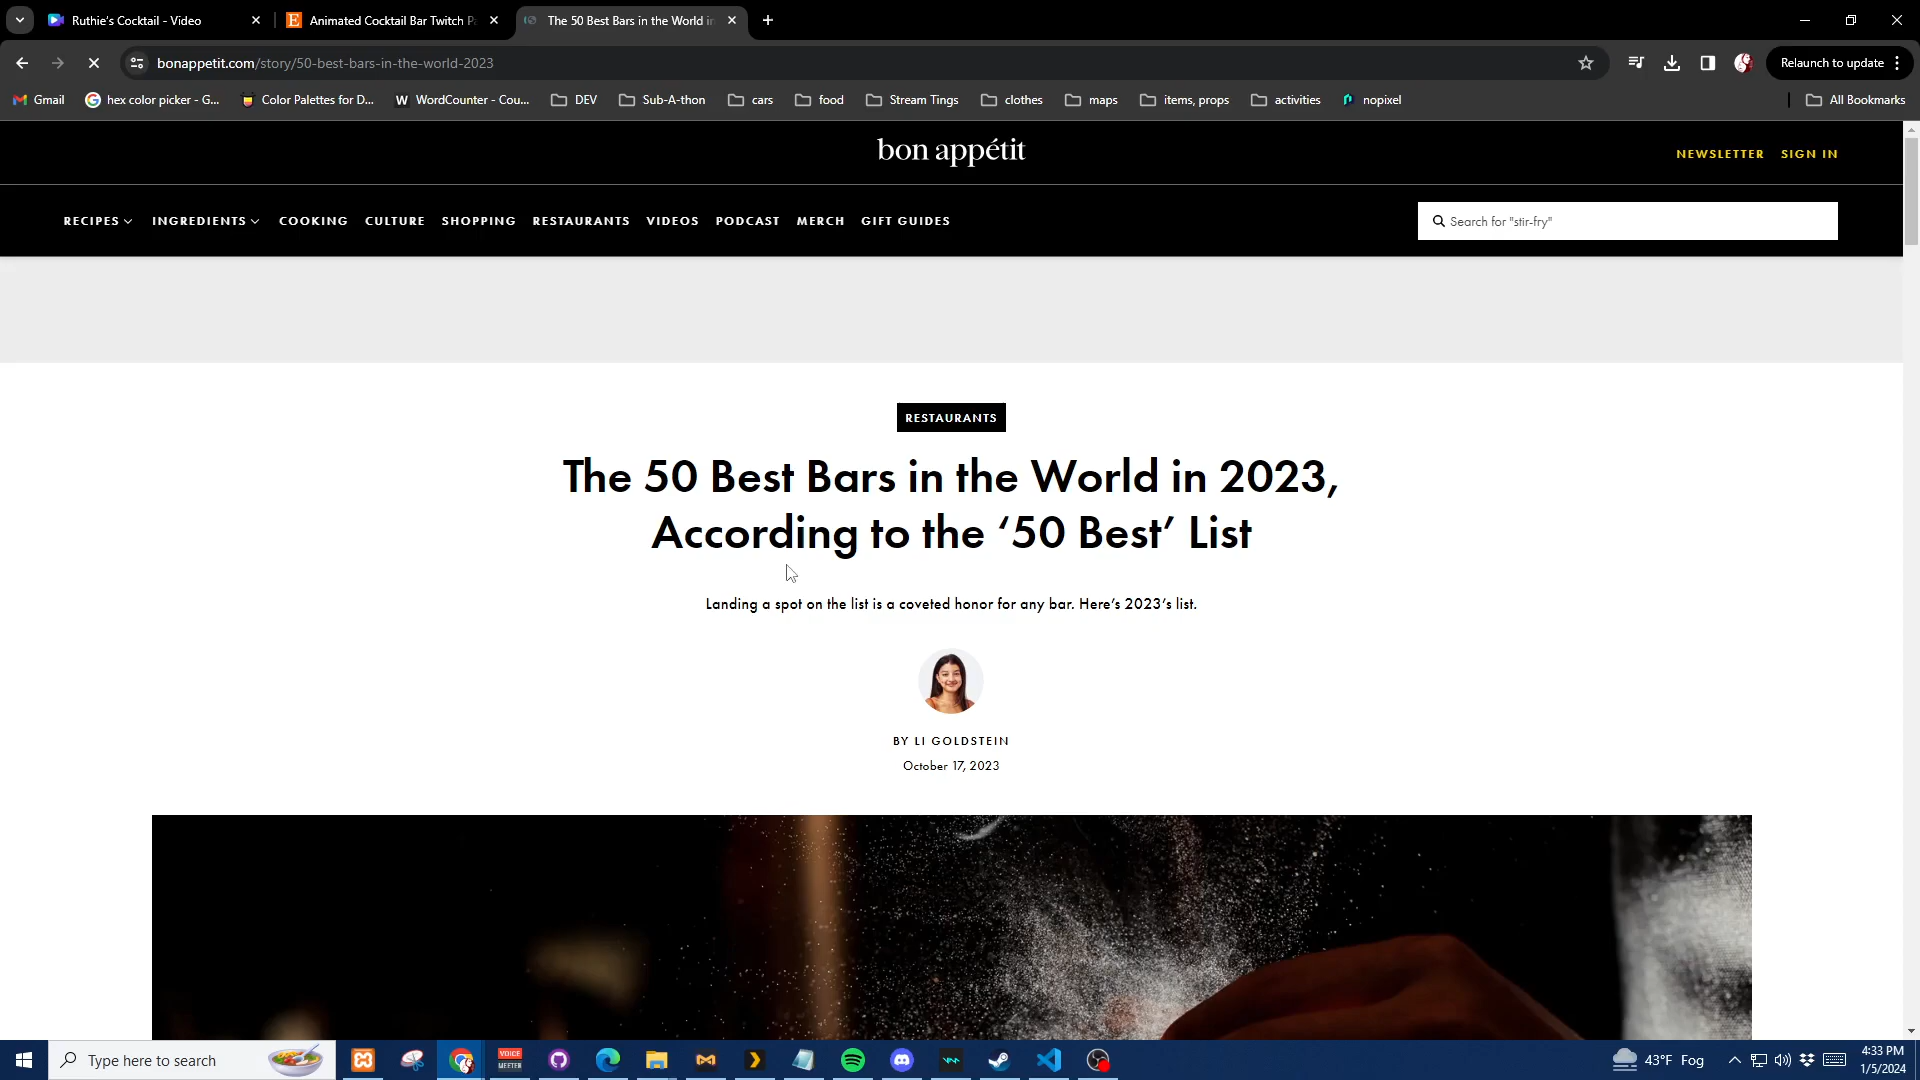 Ruthie's Cocktail - Video
Animated Cocktail Bar Twitch Pa
The 50 Best Bars in the World in
bonappetit.com/story/50-best-bars-in-the-world-2023
Relaunch to update
Gmail
hex color picker - G...
Color Palettes for D...
WordCounter - Cou...
DEV
Sub-A-thon
cars
food
Stream Tings
clothes
maps
items, props
activities
nopixel
All Bookmarks
bon appétit
NEWSLETTER SIGN IN
RECIPES INGREDIENTS COOKING CULTURE SHOPPING RESTAURANTS VIDEOS PODCAST MERCH GIFT GUIDES
Search for "stir-fry"
RESTAURANTS
The 50 Best Bars in the World in 2023,
According to the ‘50 Best’ List
Landing a spot on the list is a coveted honor for any bar. Here’s 2023’s list.
BY LI GOLDSTEIN
October 17, 2023
Type here to search
VOICE
MEETER
43°F Fog
4:33 PM
1/5/2024